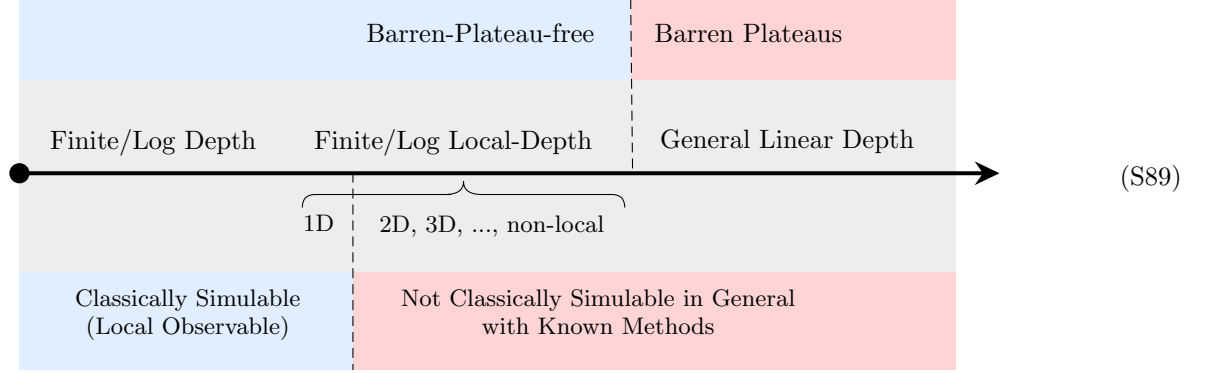 Barren-Plateau-free Barren Plateaus
Finite/Log Depth Finite/Log Local-Depth General Linear Depth
(S89)
1D 2D, 3D, ..., non-local
Classically Simulable
(Local Observable)
Not Classically Simulable in General
with Known Methods